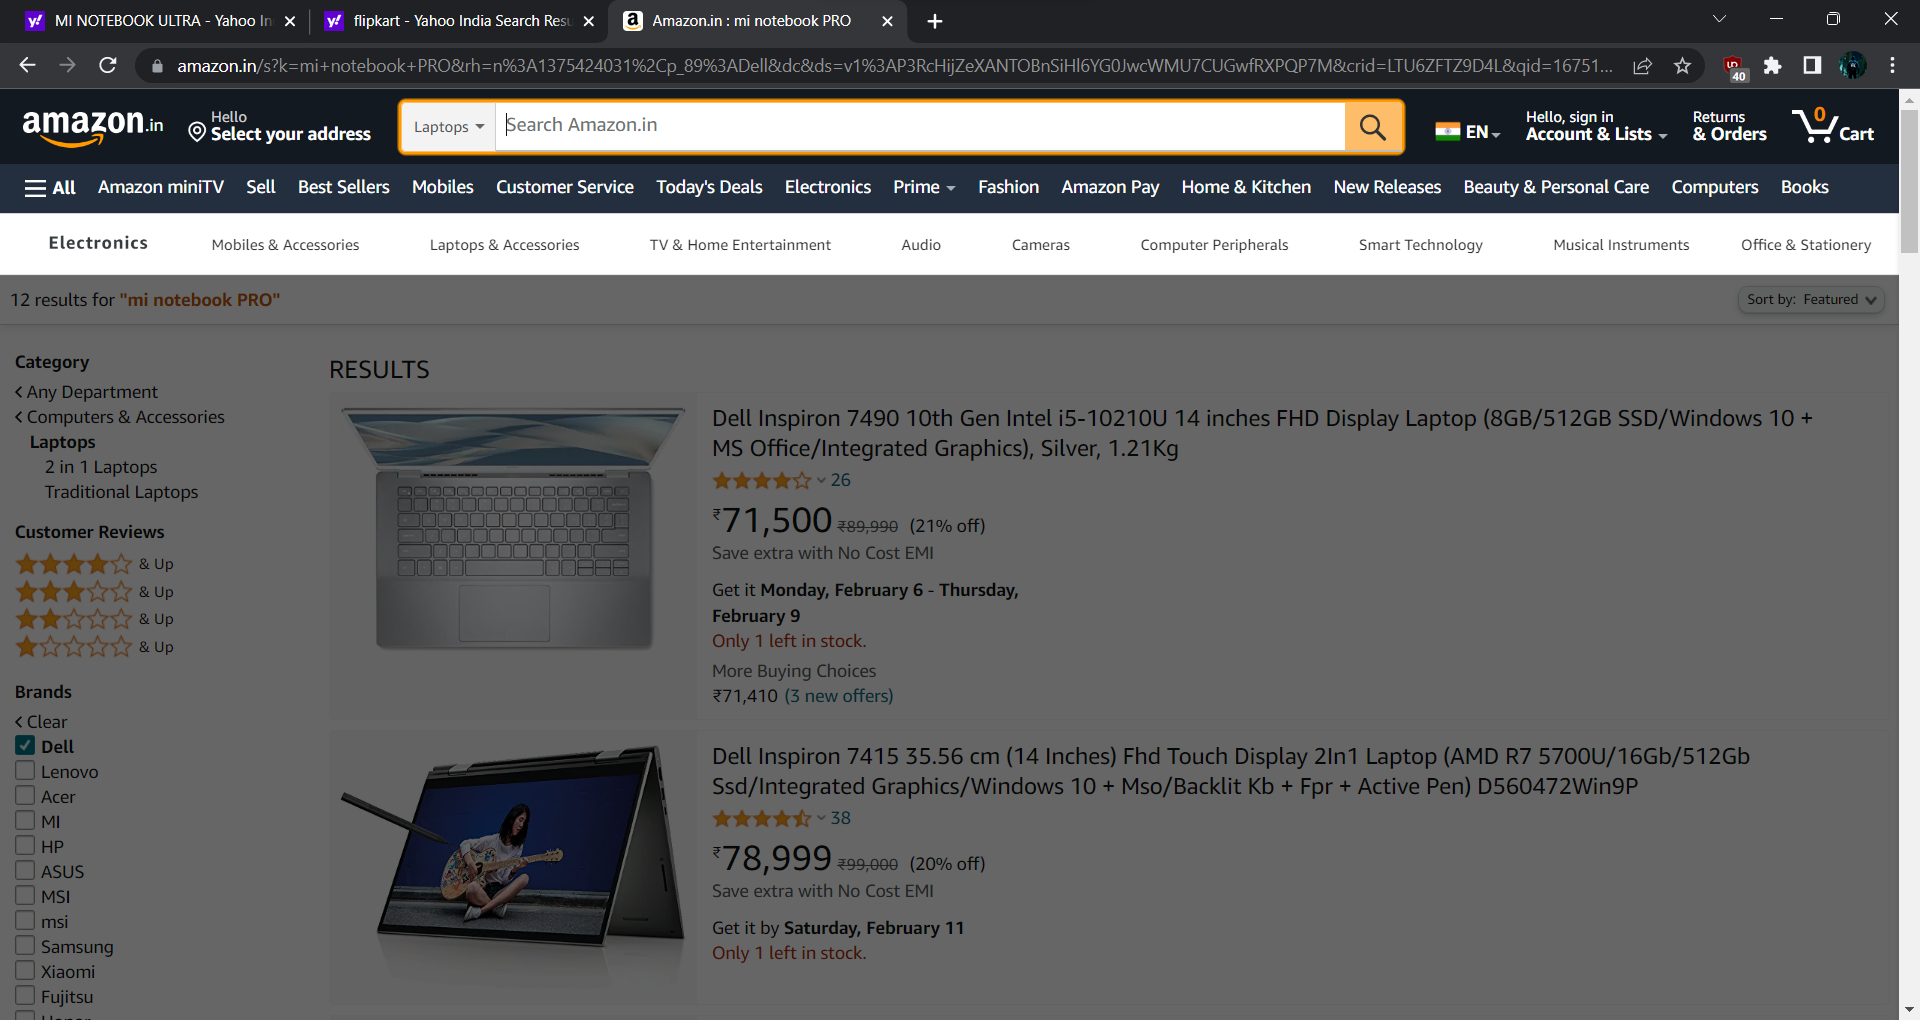 MI NOTEBOOK ULTRA - Yahoo In
flipkart - Yahoo India Search Resu
Amazon.in : mi notebook PRO
amazon.in/s?k=mi+notebook+PRO&rh=n%3A1375424031%2Cp_89%3ADell&dc&ds=v1%3AP3RcHijZeXANTOBnSiHl6YG0JwcWMU7CUGwfRXPQP7M&crid=LTU6ZFTZ9D4L&qid=16751...
40
amazon.in
Hello
Select your address
Laptops
Search Amazon.in
EN
Hello, sign in
Account & Lists
Returns
& Orders
0
Cart
All
Amazon miniTV
Sell
Best Sellers
Mobiles
Customer Service
Today's Deals
Electronics
Prime
Fashion
Amazon Pay
Home & Kitchen
New Releases
Beauty & Personal Care
Computers
Books
Electronics
Mobiles & Accessories
Laptops & Accessories
TV & Home Entertainment
Audio
Cameras
Computer Peripherals
Smart Technology
Musical Instruments
Office & Stationery
12 results for "mi notebook PRO"
Sort by: Featured
Category
Any Department
Computers & Accessories
Laptops
2 in 1 Laptops
Traditional Laptops
Customer Reviews
& Up
& Up
& Up
& Up
Brands
Clear
Dell
Lenovo
Acer
MI
HP
ASUS
MSI
msi
Samsung
Xiaomi
Fujitsu
RESULTS
Dell Inspiron 7490 10th Gen Intel i5-10210U 14 inches FHD Display Laptop (8GB/512GB SSD/Windows 10 +
MS Office/Integrated Graphics), Silver, 1.21Kg
26
₹71,500 ₹89,990 (21% off)
Save extra with No Cost EMI
Get it Monday, February 6 - Thursday,
February 9
Only 1 left in stock.
More Buying Choices
₹71,410 (3 new offers)
Dell Inspiron 7415 35.56 cm (14 Inches) Fhd Touch Display 2In1 Laptop (AMD R7 5700U/16Gb/512Gb
Ssd/Integrated Graphics/Windows 10 + Mso/Backlit Kb + Fpr + Active Pen) D560472Win9P
38
₹78,999 ₹99,000 (20% off)
Save extra with No Cost EMI
Get it by Saturday, February 11
Only 1 left in stock.